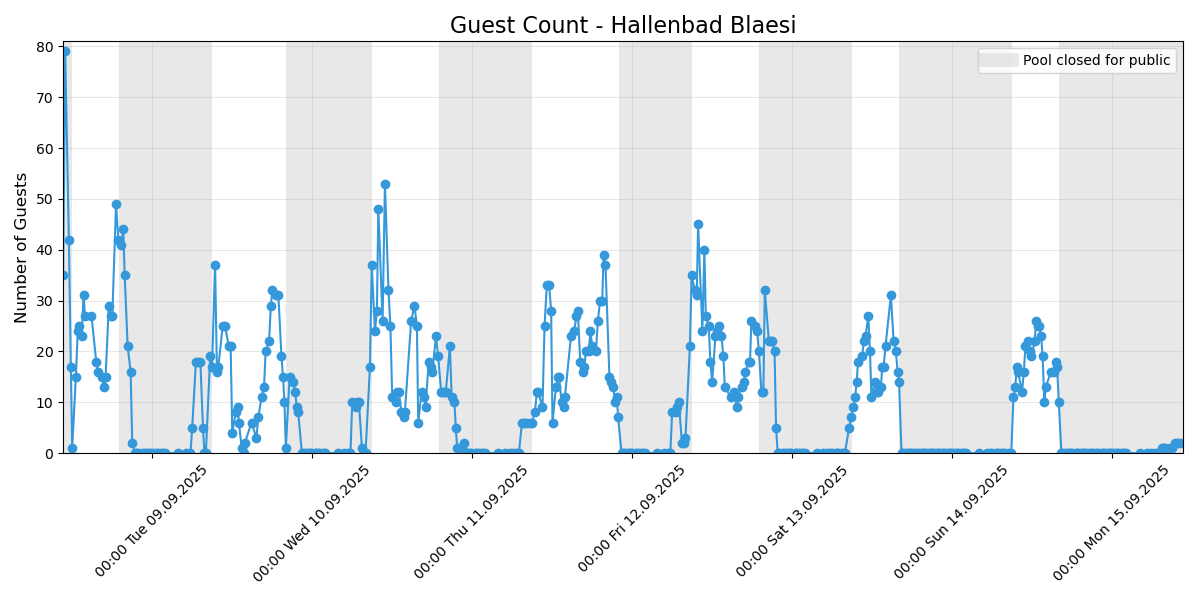 Guest Count - Hallenbad Blaesi
Pool closed for public
Number of Guests
80
70
60
50
40
30
20
10
0
00:00 Tue 09.09.2025
00:00 Wed 10.09.2025
00:00 Thu 11.09.2025
00:00 Fri 12.09.2025
00:00 Sat 13.09.2025
00:00 Sun 14.09.2025
00:00 Mon 15.09.2025